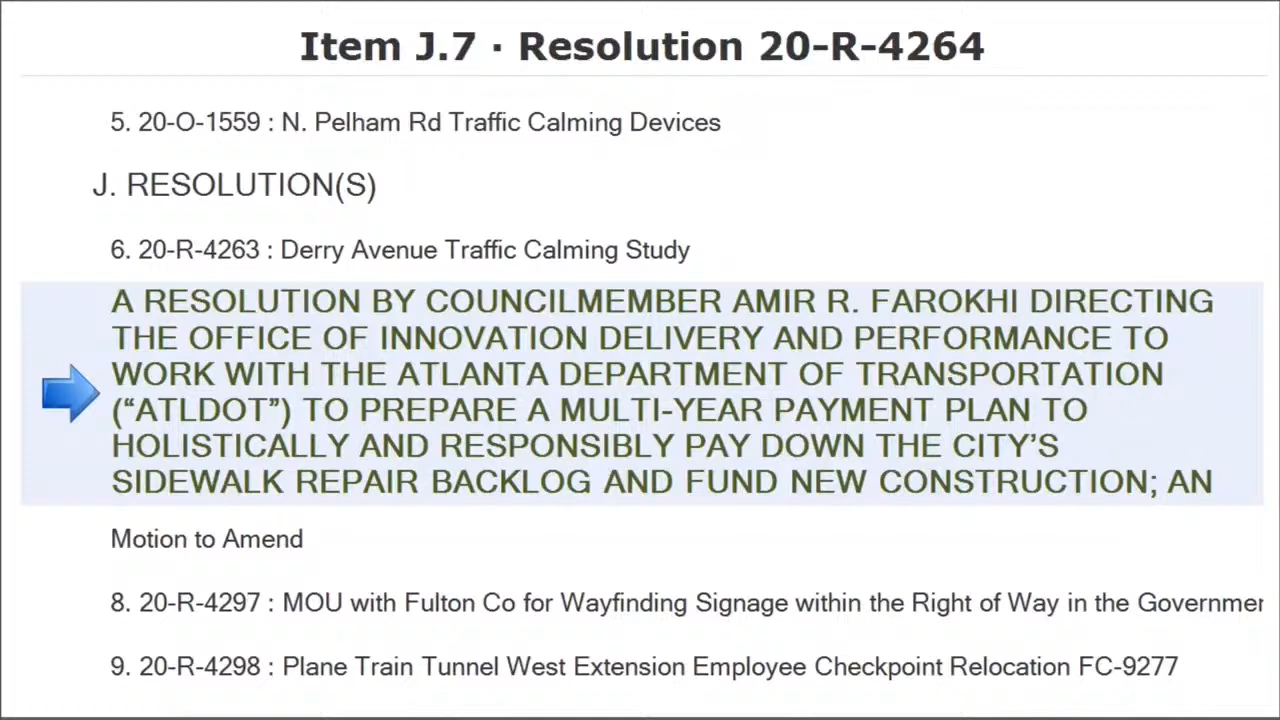 Item J.7 · Resolution 20-R-4264
5. 20-O-1559 : N. Pelham Rd Traffic Calming Devices
J. RESOLUTION(S)
6. 20-R-4263 : Derry Avenue Traffic Calming Study
A RESOLUTION BY COUNCILMEMBER AMIR R. FAROKHI DIRECTING
THE OFFICE OF INNOVATION DELIVERY AND PERFORMANCE TO
WORK WITH THE ATLANTA DEPARTMENT OF TRANSPORTATION
(“ATLDOT”) TO PREPARE A MULTI-YEAR PAYMENT PLAN TO
HOLISTICALLY AND RESPONSIBLY PAY DOWN THE CITY’S
SIDEWALK REPAIR BACKLOG AND FUND NEW CONSTRUCTION; AN
Motion to Amend
8. 20-R-4297 : MOU with Fulton Co for Wayfinding Signage within the Right of Way in the Governmer
9. 20-R-4298 : Plane Train Tunnel West Extension Employee Checkpoint Relocation FC-9277